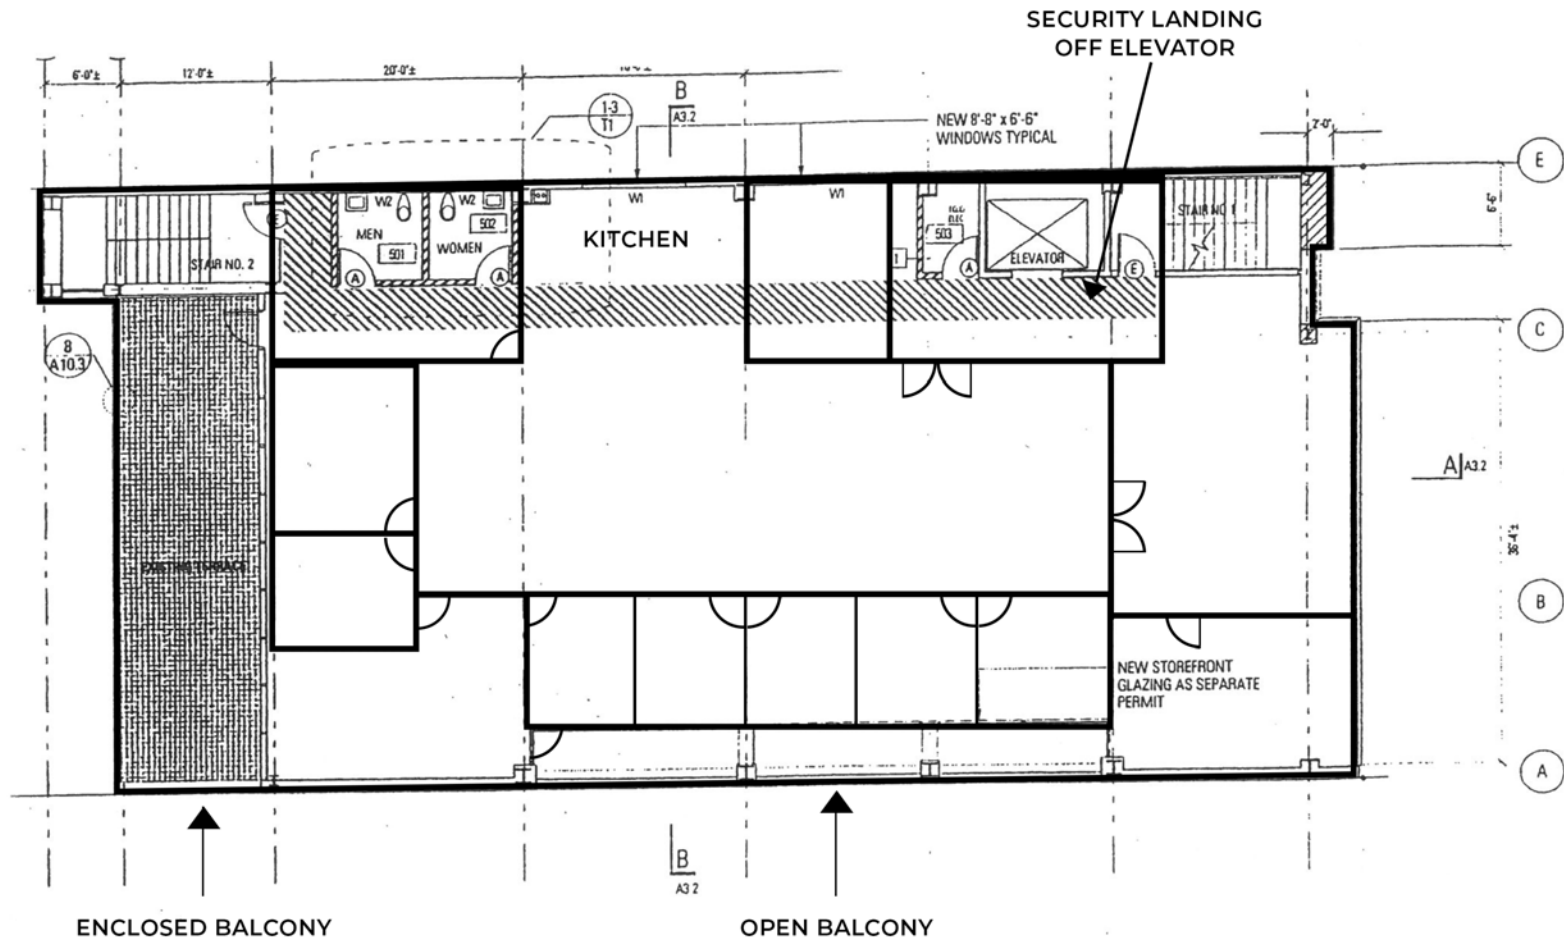 SECURITY LANDING
OFF ELEVATOR
6'-0"±
12'-0"±
20'-0"±
B
A3.2
1-3
T1
NEW 8'-8" x 6'-6"
WINDOWS TYPICAL
2'-0"
E
W2
W2
W1
W1
MEN
501
502
WOMEN
KITCHEN
503
ELEVATOR
STAIR NO. 1
6'-6"
E
STAIR NO. 2
A
A
A
E
1
8
A10.3
C
A
A3.2
36'-4"±
EXISTING TERRACE
B
NEW STOREFRONT
GLAZING AS SEPARATE
PERMIT
A
B
A3 2
ENCLOSED BALCONY
OPEN BALCONY